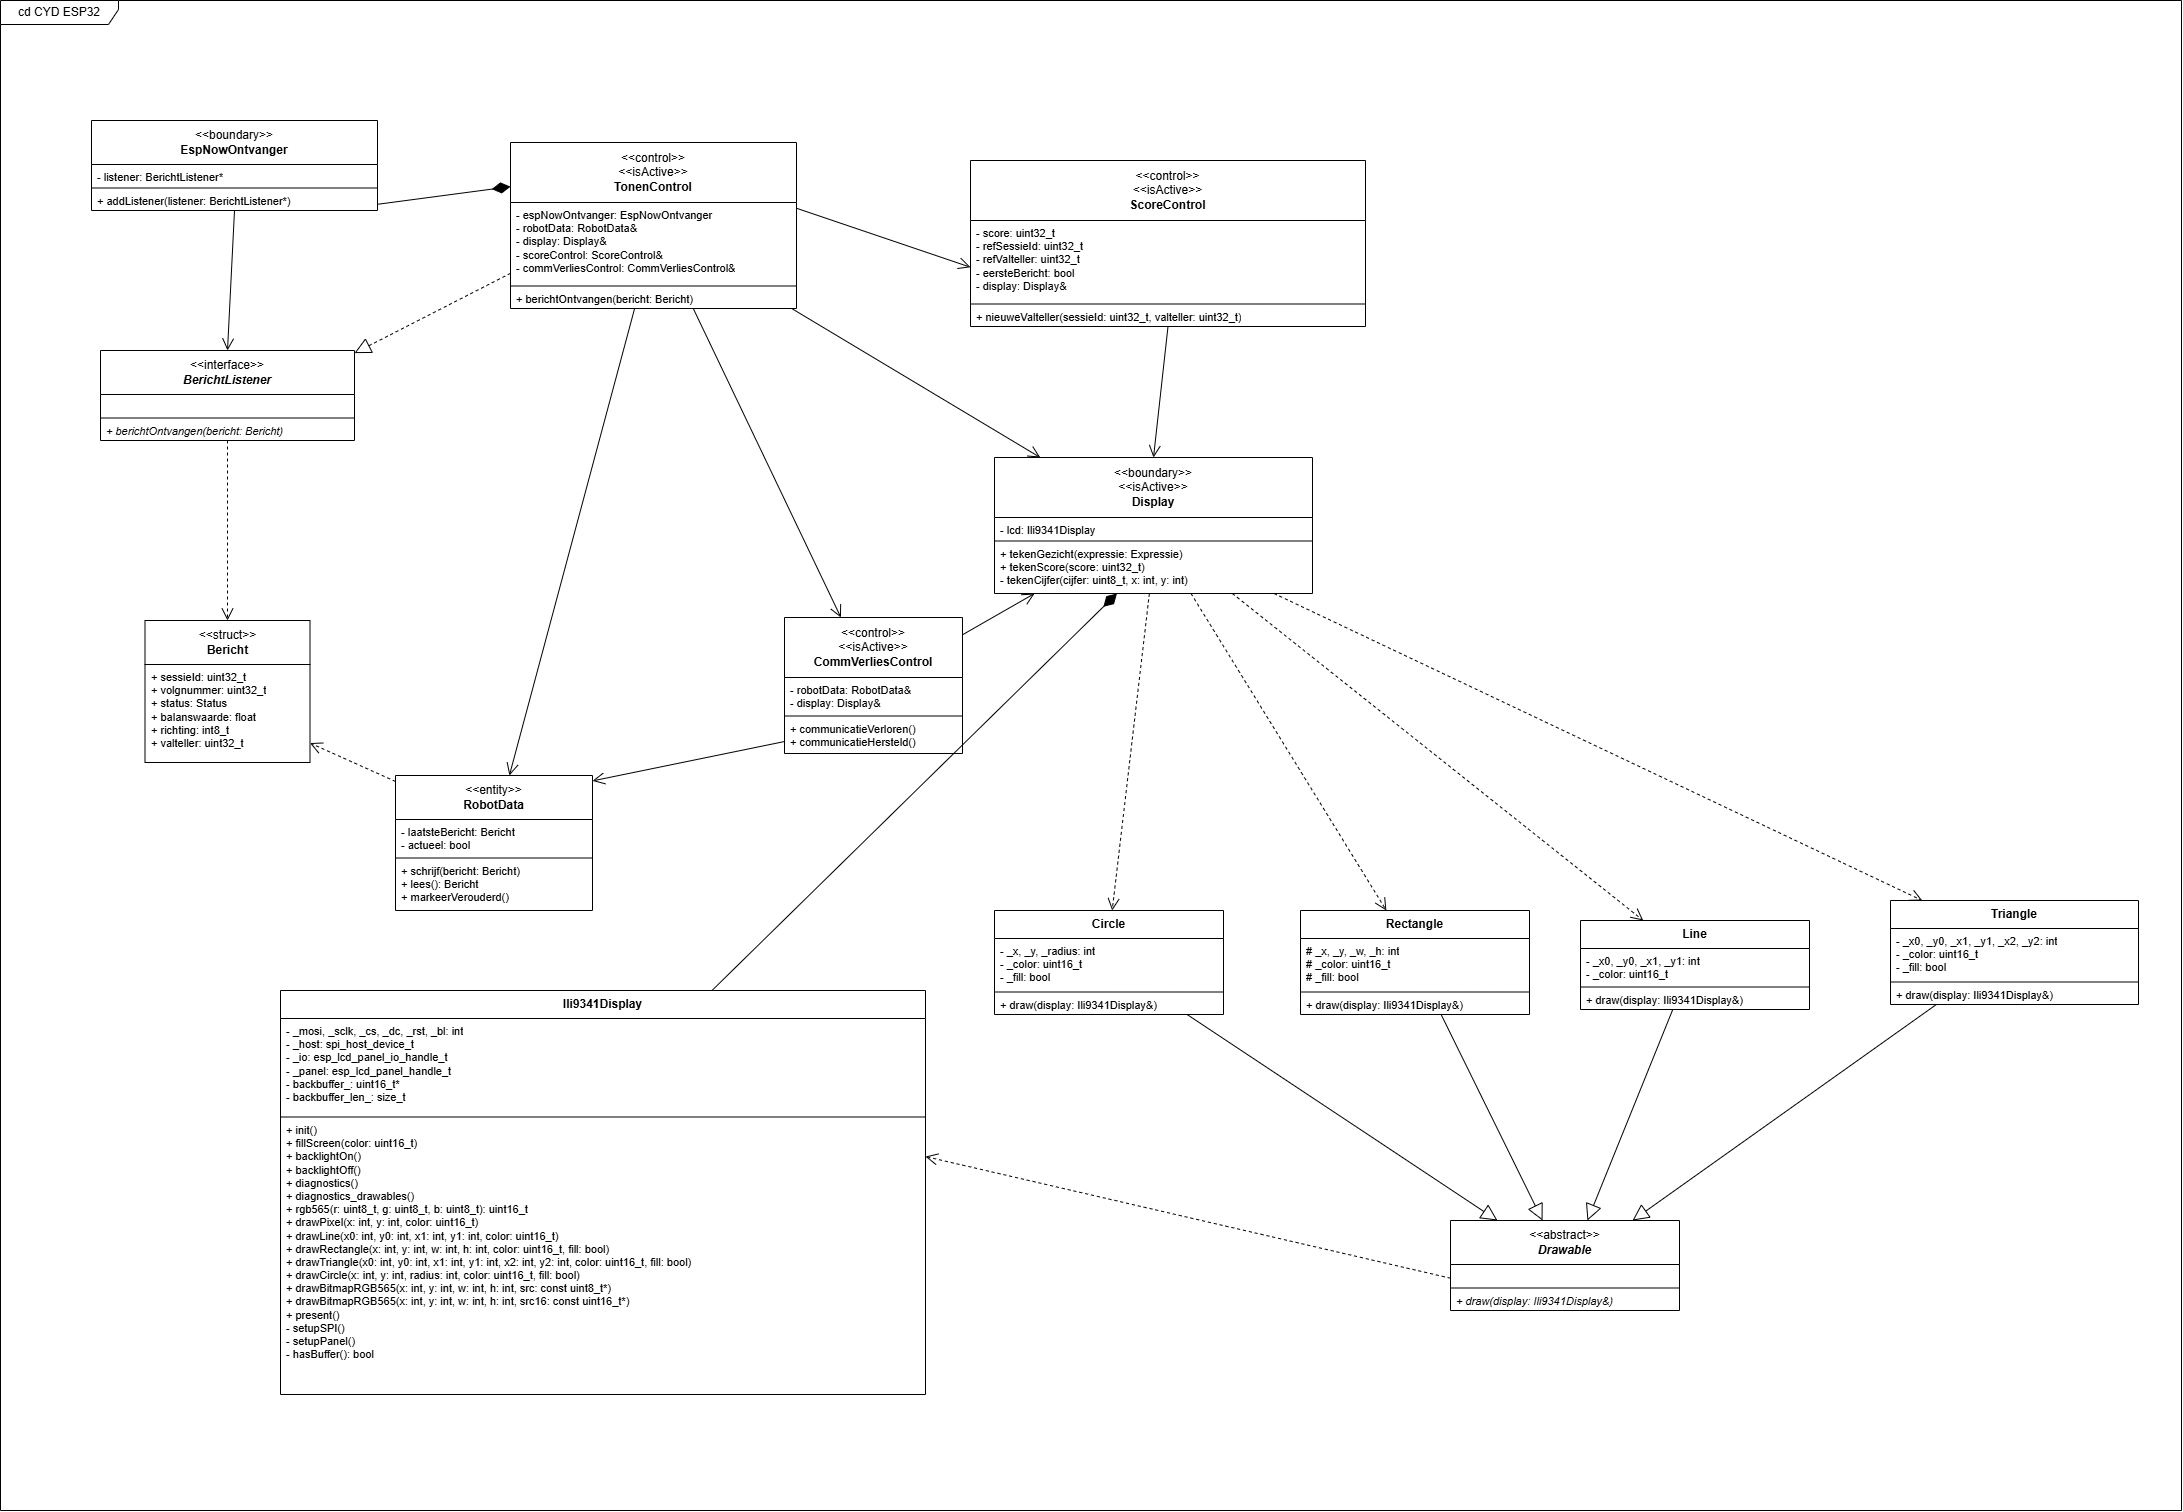 cd CYD ESP32
<<boundary>>
EspNowOntvanger
- listener: BerichtListener*
+ addListener(listener: BerichtListener*)
<<control>>
<<isActive>>
TonenControl
- espNowOntvanger: EspNowOntvanger
- robotData: RobotData&
- display: Display&
- scoreControl: ScoreControl&
- commVerliesControl: CommVerliesControl&
+ berichtOntvangen(bericht: Bericht)
<<control>>
<<isActive>>
ScoreControl
- score: uint32_t
- refSessieId: uint32_t
- refValteller: uint32_t
- eersteBericht: bool
- display: Display&
+ nieuweValteller(sessieId: uint32_t, valteller: uint32_t)
<<interface>>
BerichtListener
+ berichtOntvangen(bericht: Bericht)
<<boundary>>
<<isActive>>
Display
- lcd: Ili9341Display
+ tekenGezicht(expressie: Expressie)
+ tekenScore(score: uint32_t)
- tekenCijfer(cijfer: uint8_t, x: int, y: int)
<<struct>>
Bericht
+ sessieId: uint32_t
+ volgnummer: uint32_t
+ status: Status
+ balanswaarde: float
+ richting: int8_t
+ valteller: uint32_t
<<control>>
<<isActive>>
CommVerliesControl
- robotData: RobotData&
- display: Display&
+ communicatieVerloren()
+ communicatieHersteld()
<<entity>>
RobotData
- laatsteBericht: Bericht
- actueel: bool
+ schrijf(bericht: Bericht)
+ lees(): Bericht
+ markeerVerouderd()
Circle
- _x, _y, _radius: int
- _color: uint16_t
- _fill: bool
+ draw(display: Ili9341Display&)
Rectangle
# _x, _y, _w, _h: int
# _color: uint16_t
# _fill: bool
+ draw(display: Ili9341Display&)
Line
- _x0, _y0, _x1, _y1: int
- _color: uint16_t
+ draw(display: Ili9341Display&)
Triangle
- _x0, _y0, _x1, _y1, _x2, _y2: int
- _color: uint16_t
- _fill: bool
+ draw(display: Ili9341Display&)
Ili9341Display
- _mosi, _sclk, _cs, _dc, _rst, _bl: int
- _host: spi_host_device_t
- _io: esp_lcd_panel_io_handle_t
- _panel: esp_lcd_panel_handle_t
- backbuffer_: uint16_t*
- backbuffer_len_: size_t
+ init()
+ fillScreen(color: uint16_t)
+ backlightOn()
+ backlightOff()
+ diagnostics()
+ diagnostics_drawables()
+ rgb565(r: uint8_t, g: uint8_t, b: uint8_t): uint16_t
+ drawPixel(x: int, y: int, color: uint16_t)
+ drawLine(x0: int, y0: int, x1: int, y1: int, color: uint16_t)
+ drawRectangle(x: int, y: int, w: int, h: int, color: uint16_t, fill: bool)
+ drawTriangle(x0: int, y0: int, x1: int, y1: int, x2: int, y2: int, color: uint16_t, fill: bool)
+ drawCircle(x: int, y: int, radius: int, color: uint16_t, fill: bool)
+ drawBitmapRGB565(x: int, y: int, w: int, h: int, src: const uint8_t*)
+ drawBitmapRGB565(x: int, y: int, w: int, h: int, src16: const uint16_t*)
+ present()
- setupSPI()
- setupPanel()
- hasBuffer(): bool
<<abstract>>
Drawable
+ draw(display: Ili9341Display&)